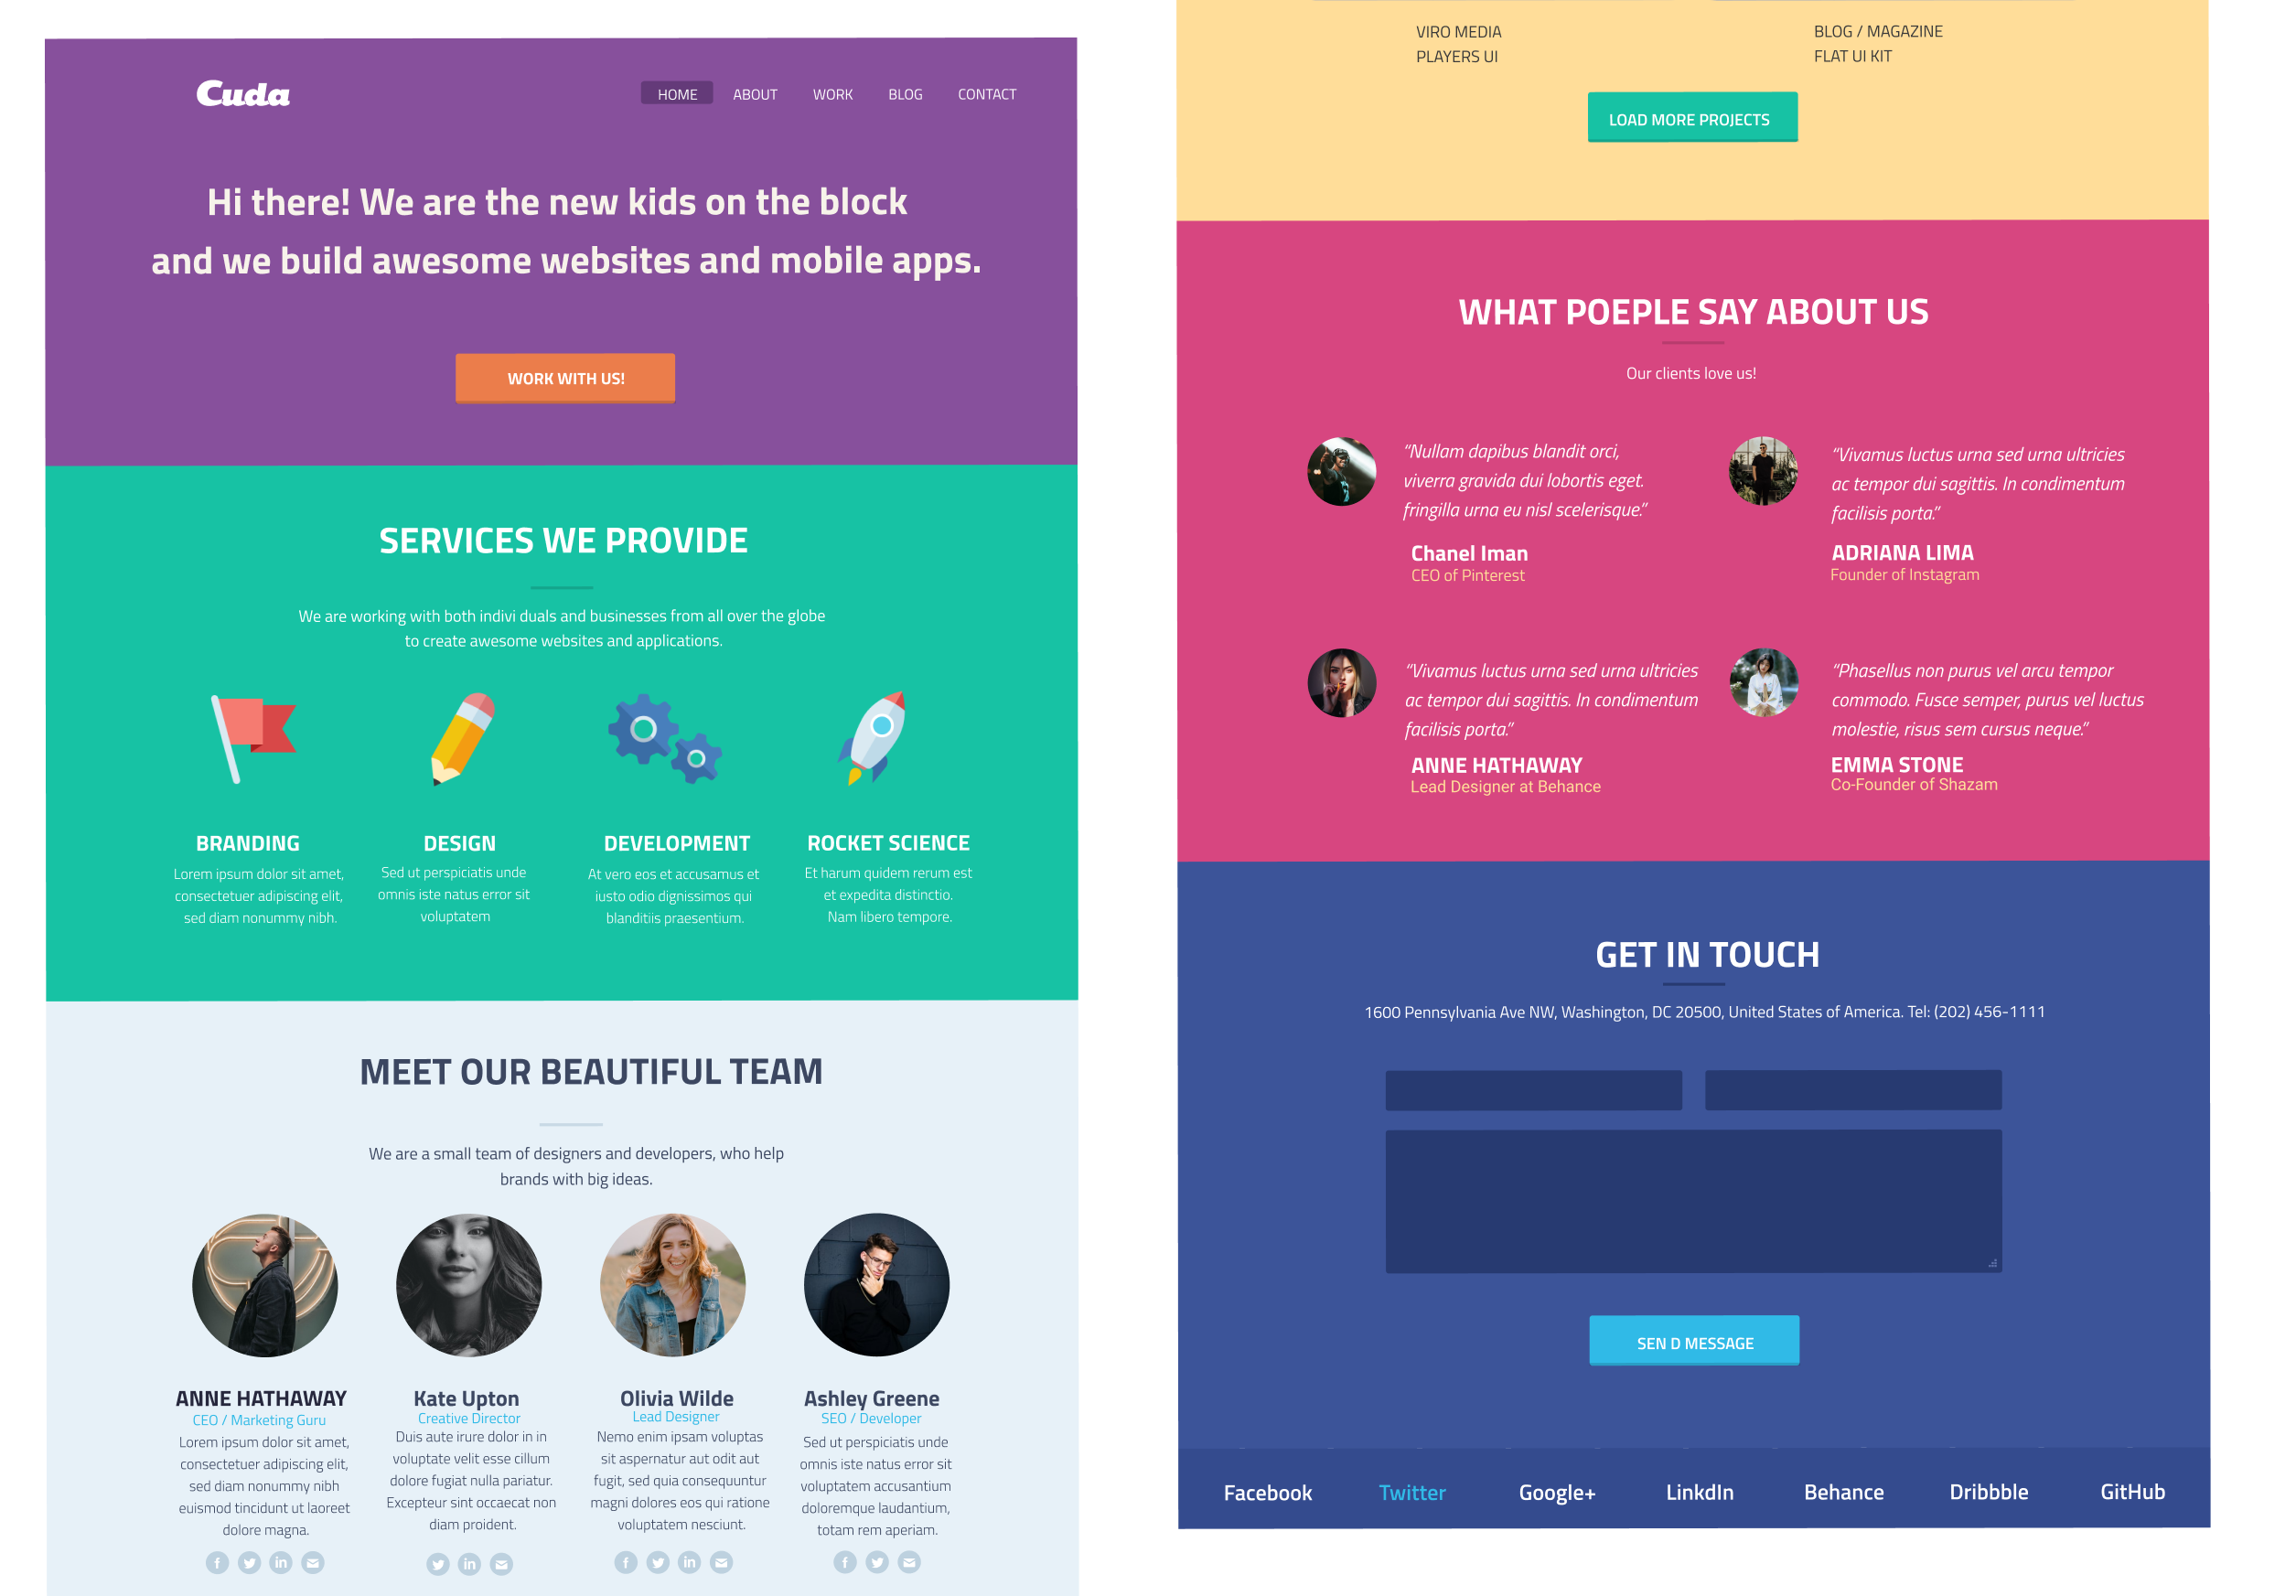 Cuda
HOME ABOUT WORK BLOG CONTACT
Hi there! We are the new kids on the block
and we build awesome websites and mobile apps.
WORK WITH US!
SERVICES WE PROVIDE
We are working with both indivi duals and businesses from all over the globe
to create awesome websites and applications.
BRANDING
Lorem ipsum dolor sit amet,
consectetuer adipiscing elit,
sed diam nonummy nibh.
DESIGN
Sed ut perspiciatis unde
omnis iste natus error sit
voluptatem
DEVELOPMENT
At vero eos et accusamus et
iusto odio dignissimos qui
blanditiis praesentium.
ROCKET SCIENCE
Et harum quidem rerum est
et expedita distinctio.
Nam libero tempore.
MEET OUR BEAUTIFUL TEAM
We are a small team of designers and developers, who help
brands with big ideas.
ANNE HATHAWAY
CEO / Marketing Guru
Lorem ipsum dolor sit amet,
consectetuer adipiscing elit,
sed diam nonummy nibh
euismod tincidunt ut laoreet
dolore magna.
Kate Upton
Creative Director
Duis aute irure dolor in in
voluptate velit esse cillum
dolore fugiat nulla pariatur.
Excepteur sint occaecat non
diam proident.
Olivia Wilde
Lead Designer
Nemo enim ipsam voluptas
sit aspernatur aut odit aut
fugit, sed quia consequuntur
magni dolores eos qui ratione
voluptatem nesciunt.
Ashley Greene
SEO / Developer
Sed ut perspiciatis unde
omnis iste natus error sit
voluptatem accusantium
doloremque laudantium,
totam rem aperiam.
VIRO MEDIA
PLAYERS UI
BLOG / MAGAZINE
FLAT UI KIT
LOAD MORE PROJECTS
WHAT POEPLE SAY ABOUT US
Our clients love us!
“Nullam dapibus blandit orci,
viverra gravida dui lobortis eget.
fringilla urna eu nisl scelerisque.”
Chanel Iman
CEO of Pinterest
“Vivamus luctus urna sed urna ultricies
ac tempor dui sagittis. In condimentum
facilisis porta.”
ADRIANA LIMA
Founder of Instagram
“Vivamus luctus urna sed urna ultricies
ac tempor dui sagittis. In condimentum
facilisis porta.”
ANNE HATHAWAY
Lead Designer at Behance
“Phasellus non purus vel arcu tempor
commodo. Fusce semper, purus vel luctus
molestie, risus sem cursus neque.”
EMMA STONE
Co-Founder of Shazam
GET IN TOUCH
1600 Pennsylvania Ave NW, Washington, DC 20500, United States of America. Tel: (202) 456-1111
SEN D MESSAGE
Facebook Twitter Google+ LinkdIn Behance Dribbble GitHub